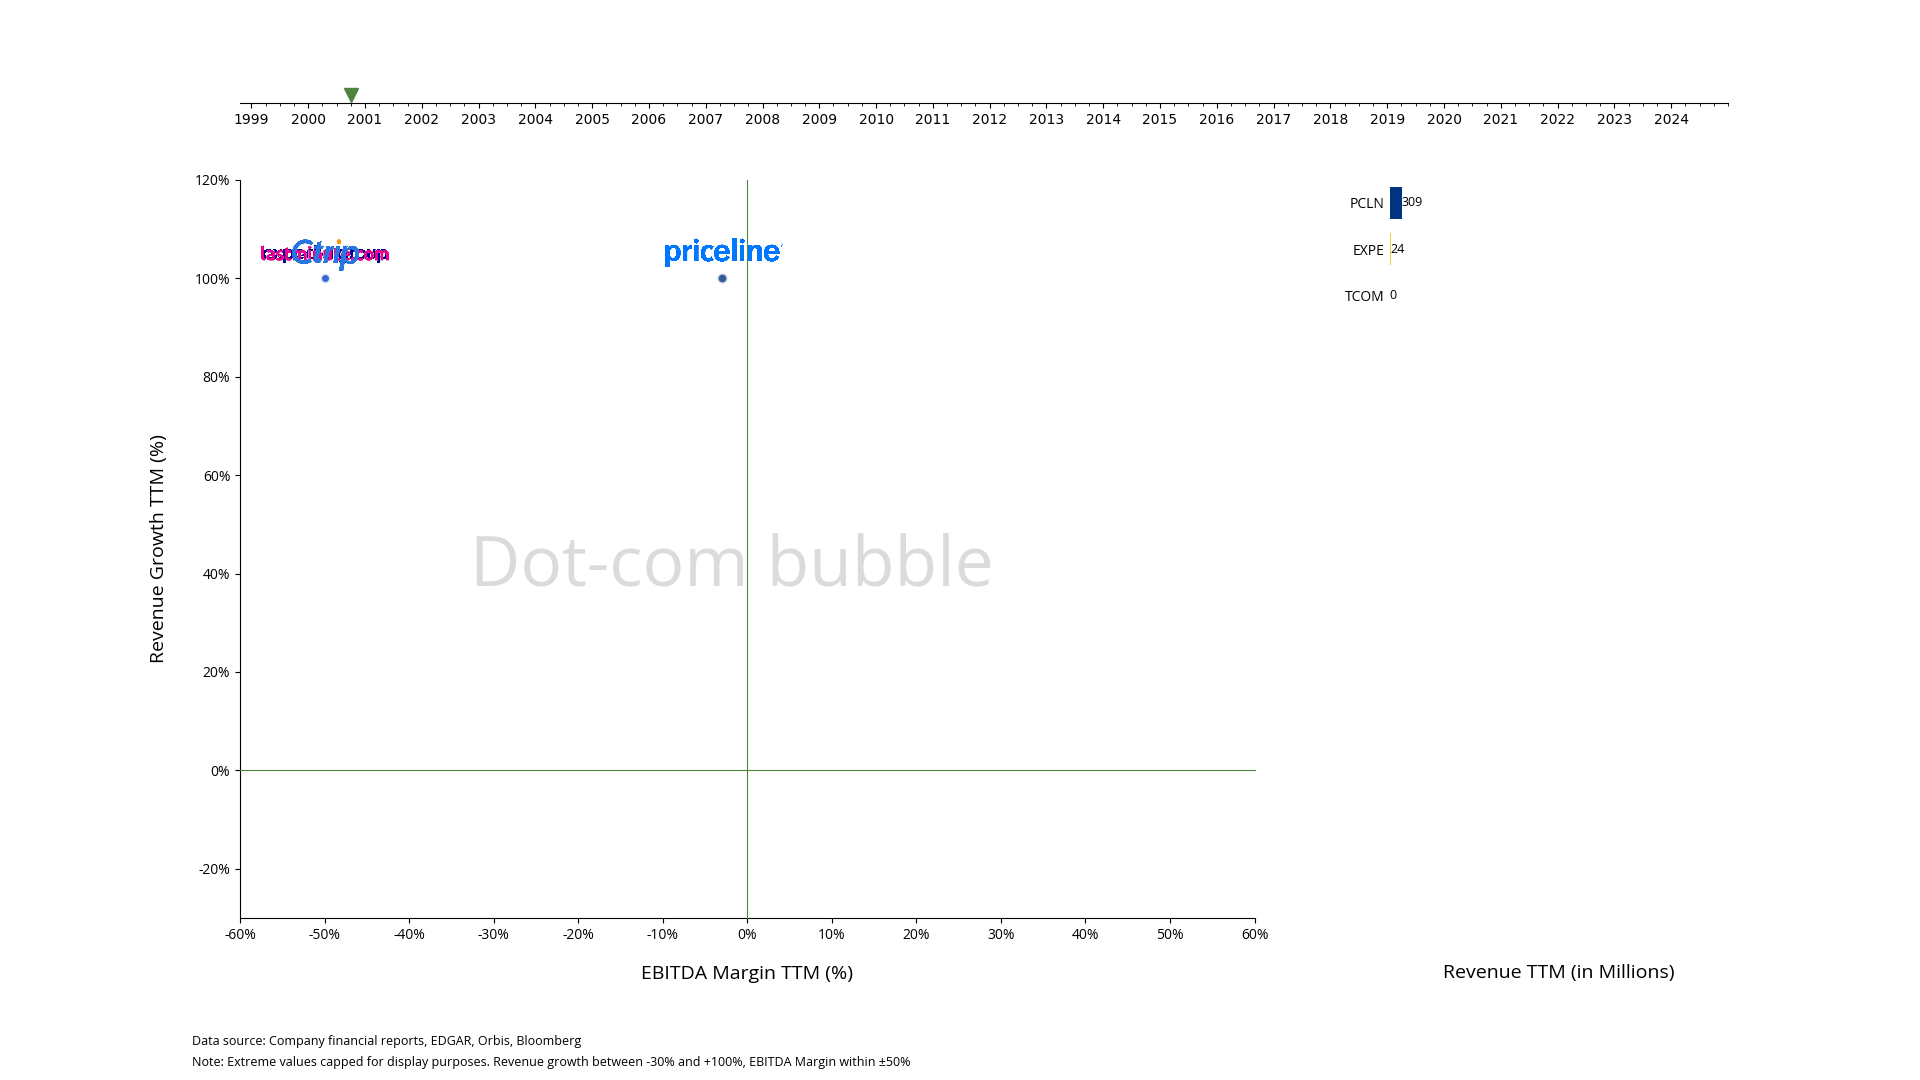 1999 2000 2001 2002 2003 2004 2005 2006 2007 2008 2009 2010 2011 2012 2013 2014 2015 2016 2017 2018 2019 2020 2021 2022 2023 2024
120%
100%
80%
60%
40%
20%
0%
-20%
Revenue Growth TTM (%)
Ctrip
priceline
Dot-com bubble
-60% -50% -40% -30% -20% -10% 0% 10% 20% 30% 40% 50% 60%
EBITDA Margin TTM (%)
PCLN 309
EXPE 24
TCOM 0
Revenue TTM (in Millions)
Data source: Company financial reports, EDGAR, Orbis, Bloomberg
Note: Extreme values capped for display purposes. Revenue growth between -30% and +100%, EBITDA Margin within ±50%